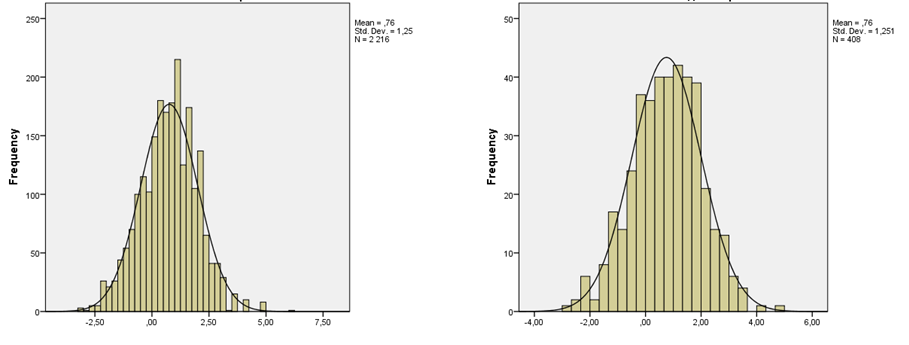 250
200
150
100
50
0
Frequency
-2,50
,00
2,50
5,00
7,50
Mean = ,76
Std. Dev. = 1,25
N = 2 216
50
40
30
20
10
0
Frequency
-4,00
-2,00
,00
2,00
4,00
6,00
Mean = ,76
Std. Dev. = 1,251
N = 408